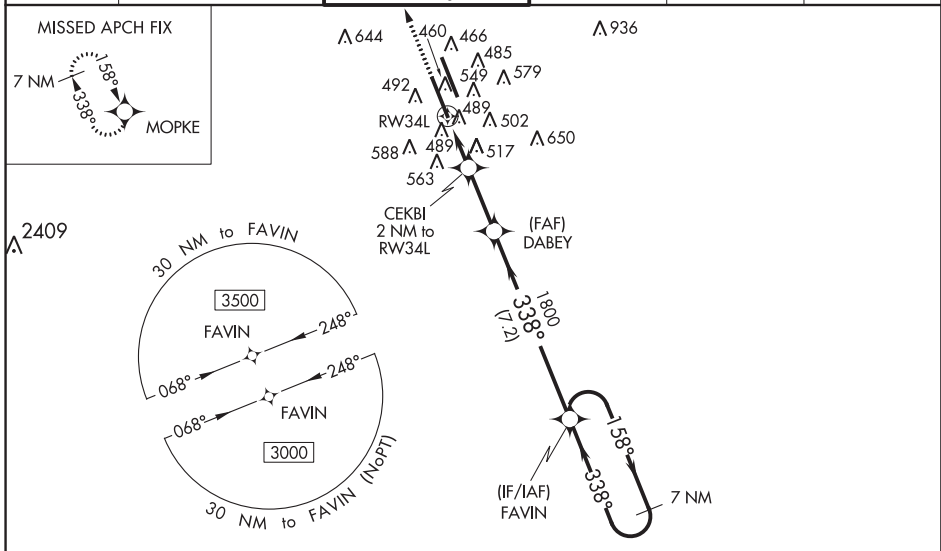 MISSED APCH FIX
7 NM
158°
338°
MOPKE
644
460
466
936
485
549
579
492
489
RW34L
502
489
650
588
517
563
CEKBI
2 NM to
RW34L
(FAF)
DABEY
2409
30 NM to FAVIN
3500
FAVIN
248°
068°
1800
338°
(7.2)
248°
068°
FAVIN
3000
30 NM to FAVIN (NoPT)
158°
338°
7 NM
(IF/IAF)
FAVIN